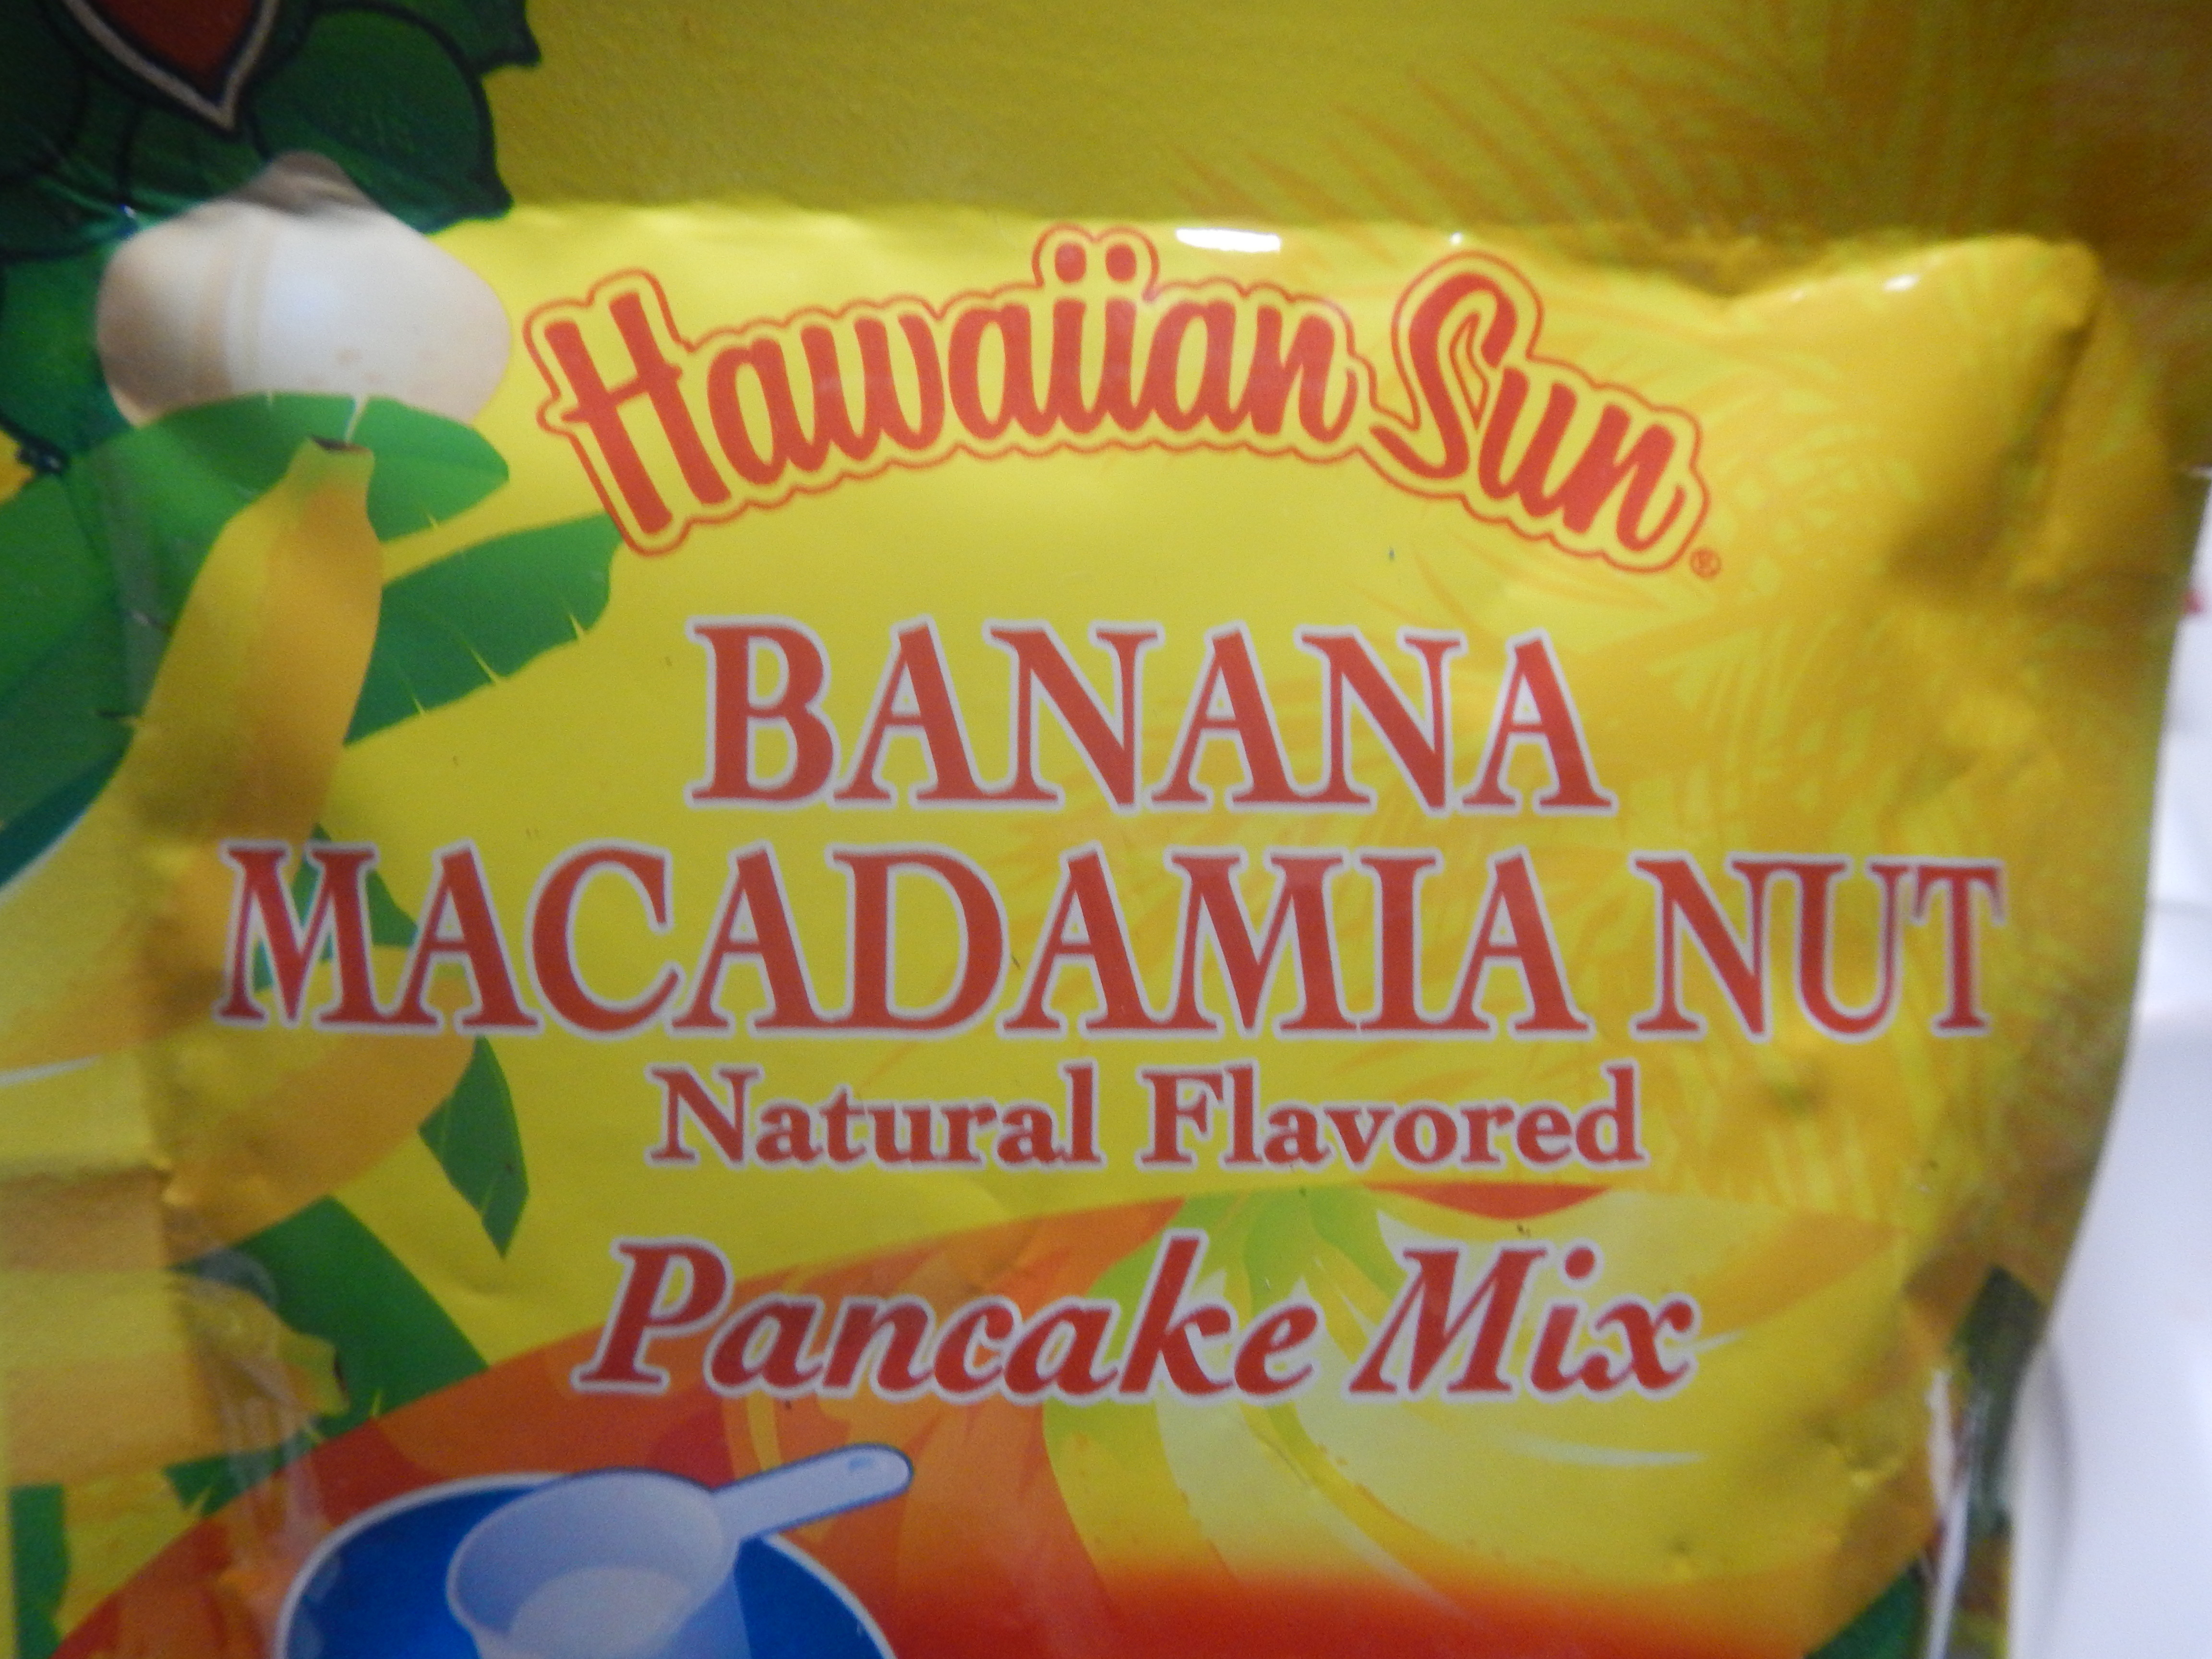 Hawaiian Sun®
BANANA
MACADAMIA NUT
Natural Flavored
Pancake Mix